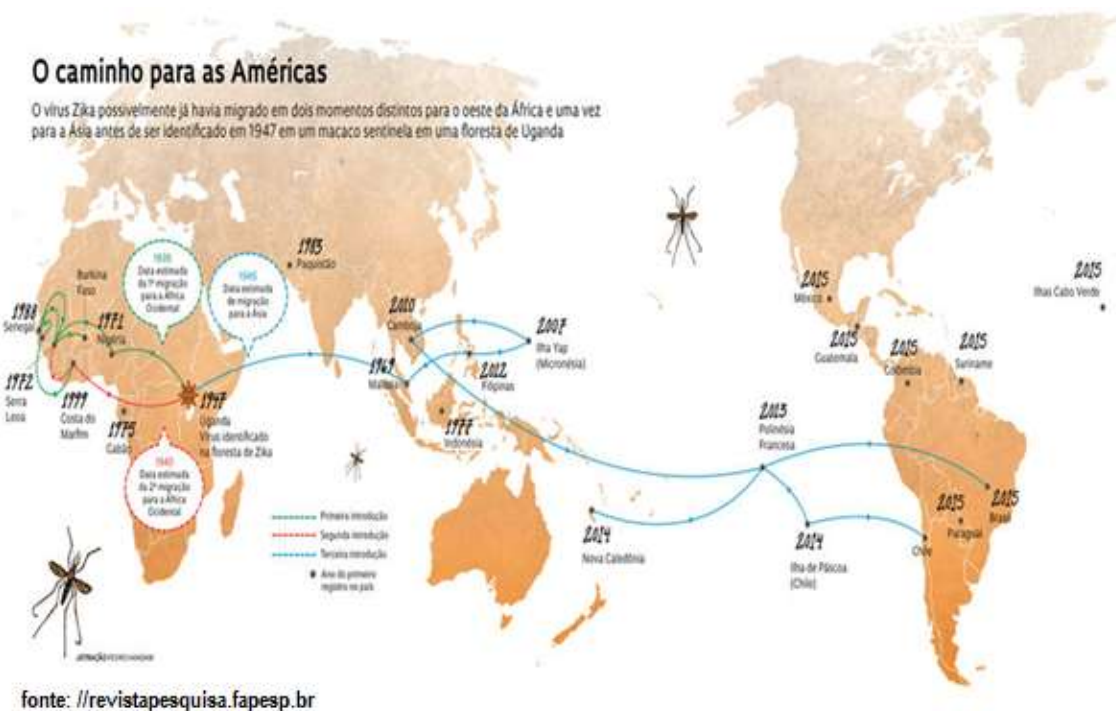 O caminho para as Américas
O vírus Zika possivelmente já havia migrado em dois momentos distintos para o oeste da África e uma vez
para a Ásia antes de ser identificado em 1947 em um macaco sentinela em uma floresta de Uganda
1988
Senegal
Burkina
Faso
1971
Nigéria
Data estimada
da 1ª migração
para a África
Ocidental
1945
Data estimada
de migração
para a Ásia
1983
Paquistão
1972
Serra
Leoa
1999
Costa do
Marfim
1975
Gabão
1947
Uganda
Vírus identificado
na floresta de Zika
1940
Data estimada
da 2ª migração
para a África
Ocidental
2010
Camboja
2007
Ilha Yap
(Micronésia)
1969
Malásia
2012
Filipinas
1977
Indonésia
2013
Polinésia
Francesa
2014
Nova Caledônia
2014
Ilha de Páscoa
(Chile)
Chile
2015
México
2015
Guatemala
2015
Colômbia
2015
Suriname
2015
Ilhas Cabo Verde
2015
Paraguai
2015
Brasil
Primeira introdução
Segunda introdução
Terceira introdução
Ano do primeiro
registro no país
fonte: //revistapesquisa.fapesp.br